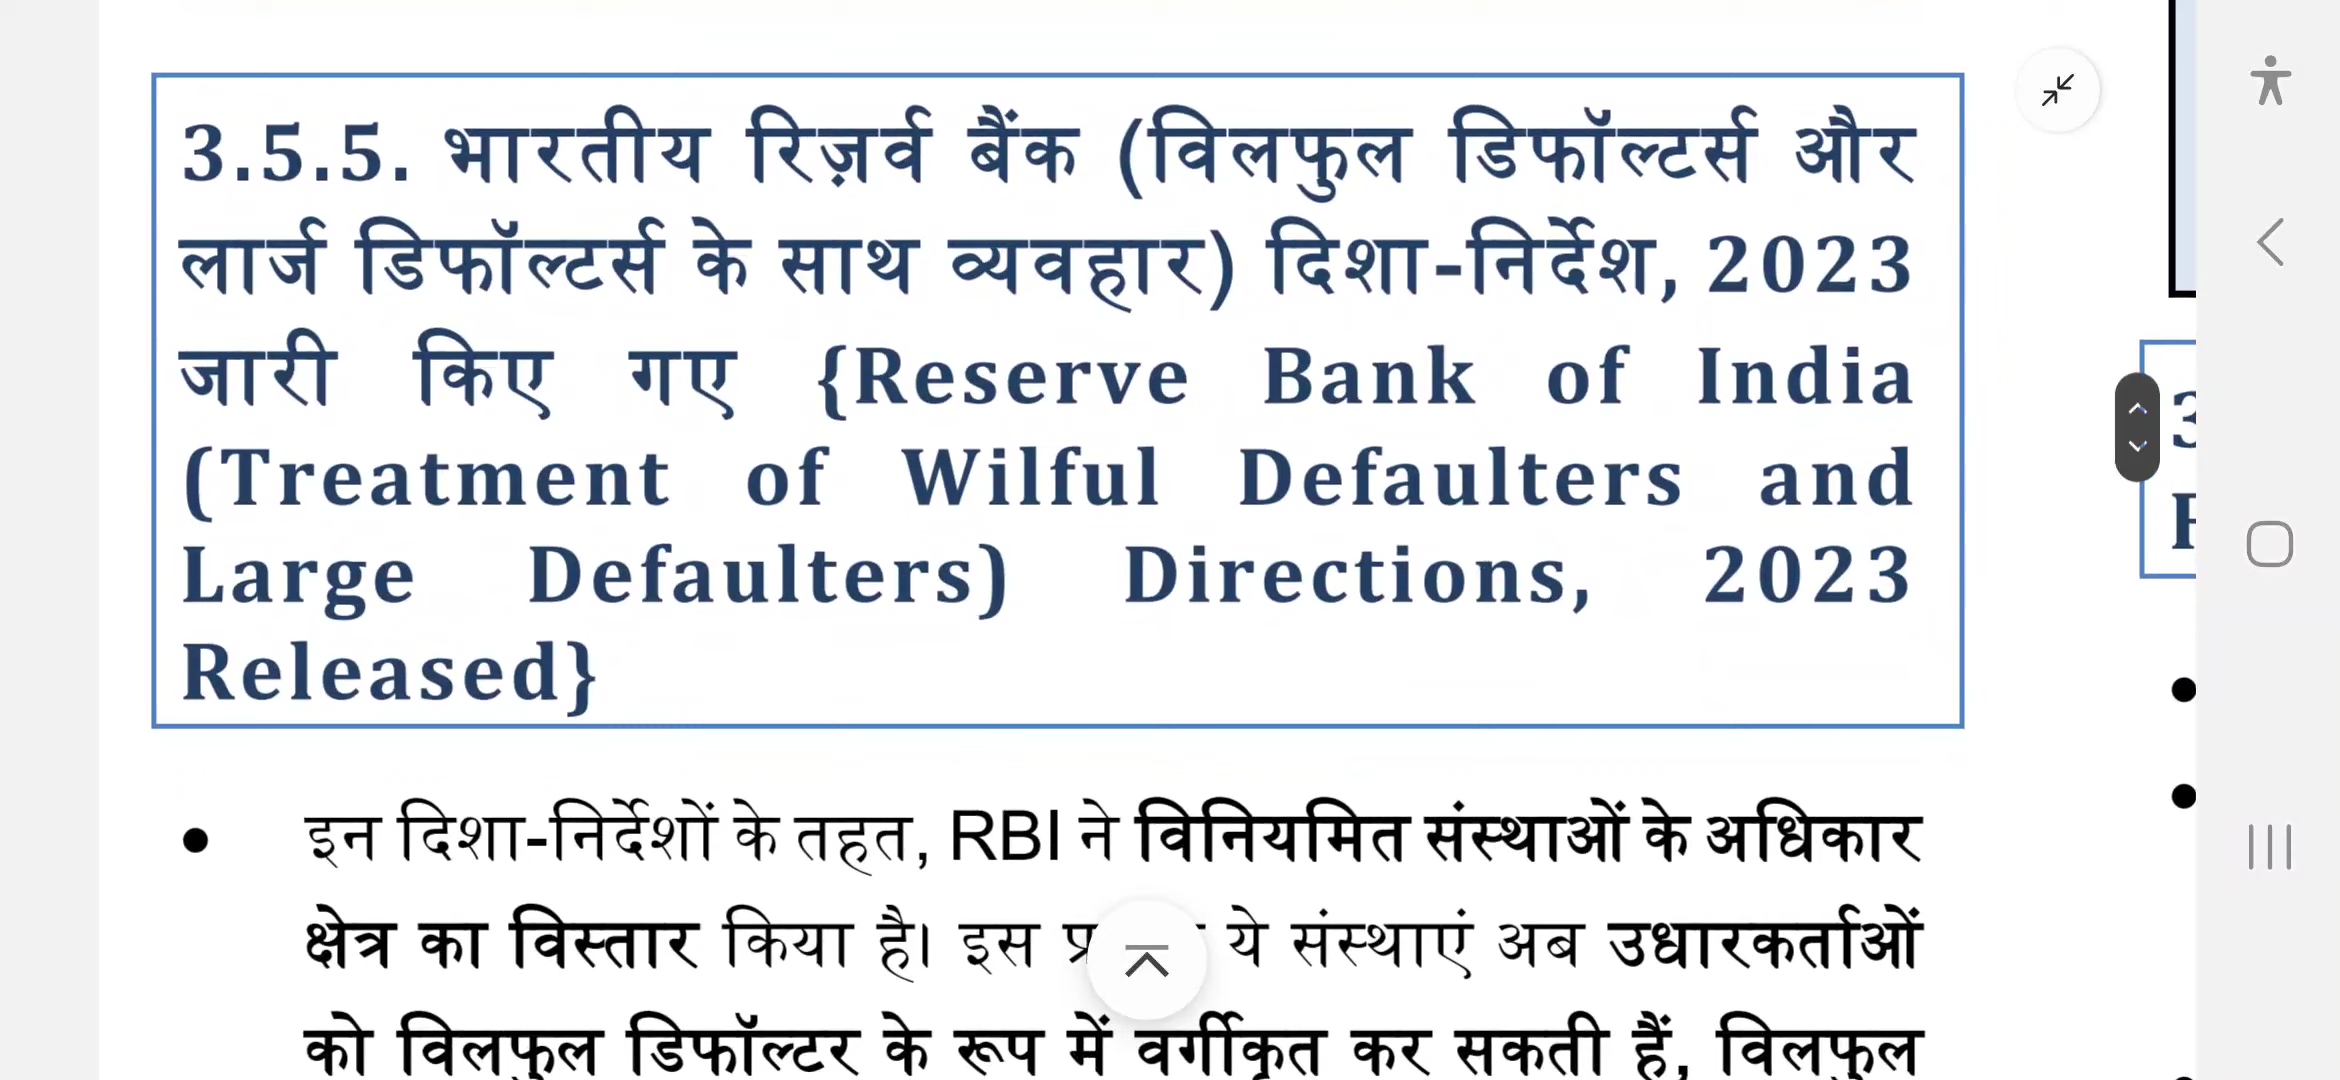 3.5.5. भारतीय रिज़र्व बैंक (विलफुल डिफॉल्टर्स और
लार्ज डिफॉल्टर्स के साथ व्यवहार) दिशा-निर्देश, 2023
जारी किए गए {Reserve Bank of India
(Treatment of Wilful Defaulters and
Large Defaulters) Directions, 2023
Released}
• इन दिशा-निर्देशों के तहत, RBI ने विनियमित संस्थाओं के अधिकार
क्षेत्र का विस्तार किया है। इस ये संस्थाएं अब उधारकर्ताओं
को विलफुल डिफॉल्टर के रूप में वर्गीकृत कर सकती हैं, विलफुल